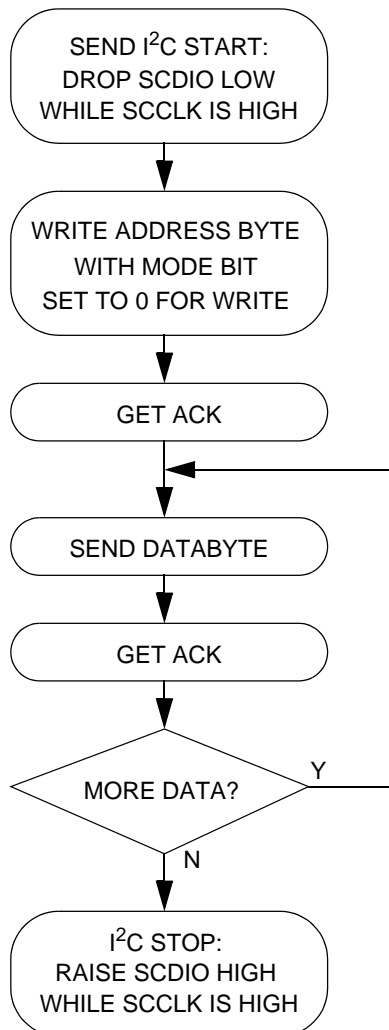 SEND I²C START:
DROP SCDIO LOW
WHILE SCCLK IS HIGH
WRITE ADDRESS BYTE
WITH MODE BIT
SET TO 0 FOR WRITE
GET ACK
SEND DATABYTE
GET ACK
MORE DATA?
Y
N
I²C STOP:
RAISE SCDIO HIGH
WHILE SCCLK IS HIGH